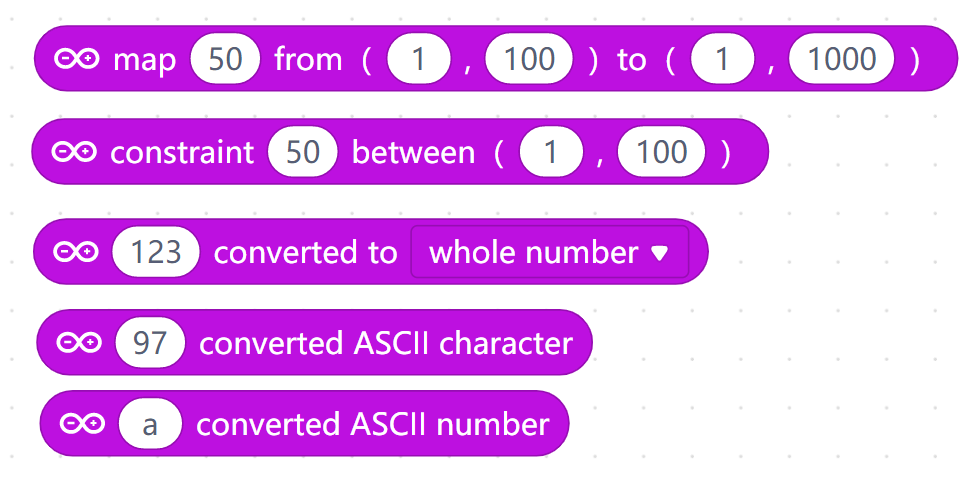 map 50 from ( 1 , 100 ) to ( 1 , 1000 )
constraint 50 between ( 1 , 100 )
123 converted to whole number
97 converted ASCII character
a converted ASCII number